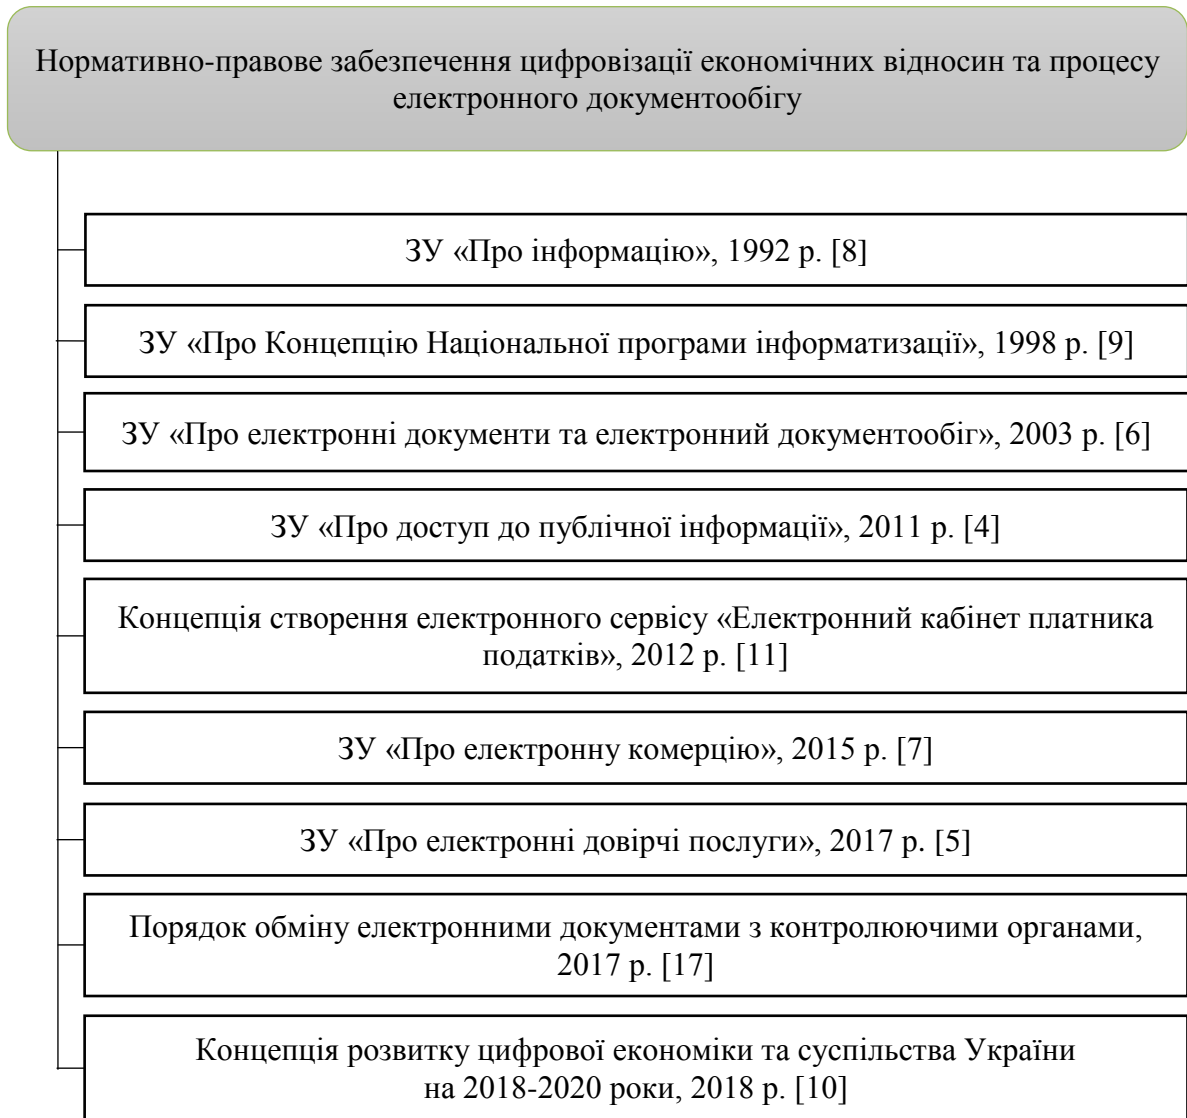 Нормативно-правове забезпечення цифровізації економічних відносин та процесу
електронного документообігу
ЗУ «Про інформацію», 1992 р. [8]
ЗУ «Про Концепцію Національної програми інформатизації», 1998 р. [9]
ЗУ «Про електронні документи та електронний документообіг», 2003 р. [6]
ЗУ «Про доступ до публічної інформації», 2011 р. [4]
Концепція створення електронного сервісу «Електронний кабінет платника
податків», 2012 р. [11]
ЗУ «Про електронну комерцію», 2015 р. [7]
ЗУ «Про електронні довірчі послуги», 2017 р. [5]
Порядок обміну електронними документами з контролюючими органами,
2017 р. [17]
Концепція розвитку цифрової економіки та суспільства України
на 2018-2020 роки, 2018 р. [10]